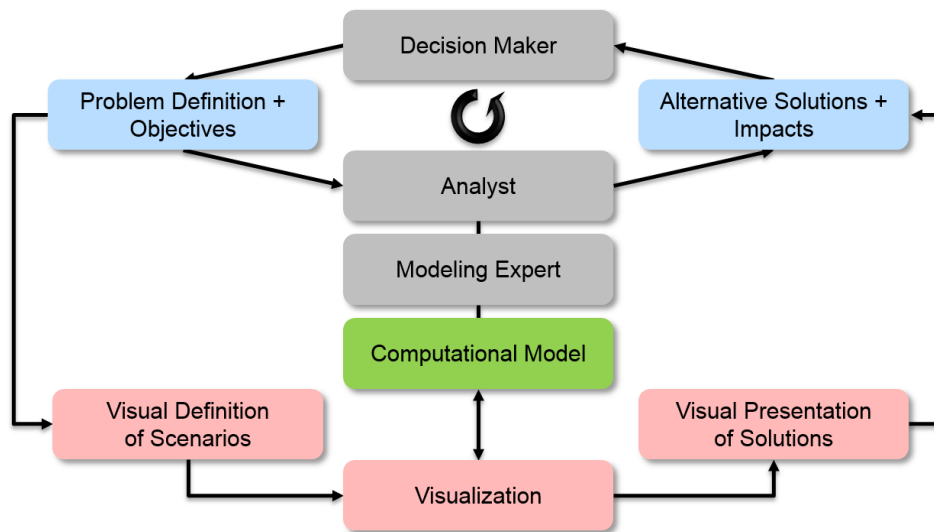 Decision Maker
Problem Definition +
Objectives
Alternative Solutions +
Impacts
Analyst
Modeling Expert
Computational Model
Visual Definition
of Scenarios
Visual Presentation
of Solutions
Visualization